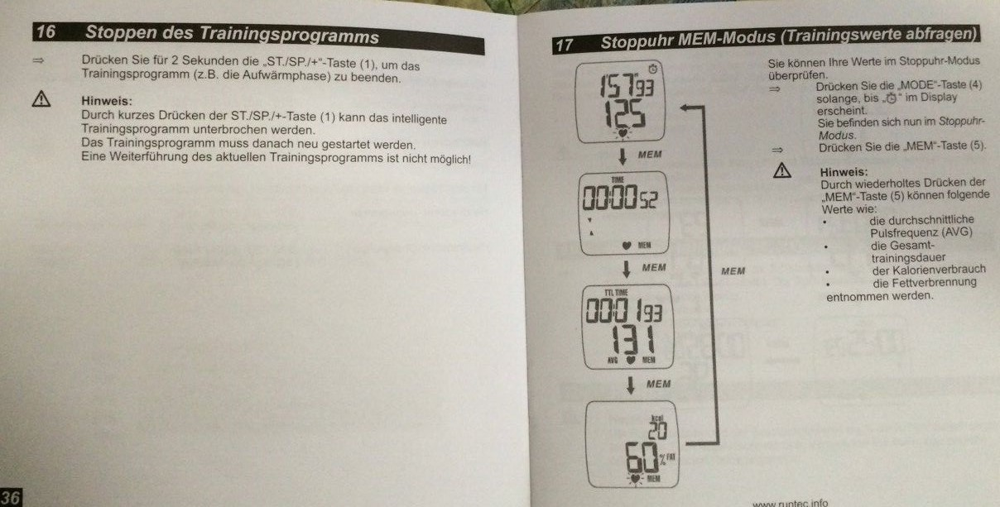 16 Stoppen des Trainingsprogramms
⇒ Drücken Sie für 2 Sekunden die „ST./SP./+“-Taste (1), um das
Trainingsprogramm (z.B. die Aufwärmphase) zu beenden.
Hinweis:
Durch kurzes Drücken der ST./SP./+-Taste (1) kann das intelligente
Trainingsprogramm unterbrochen werden.
Das Trainingsprogramm muss danach neu gestartet werden.
Eine Weiterführung des aktuellen Trainingsprogramms ist nicht möglich!
36
17 Stoppuhr MEM-Modus (Trainingswerte abfragen)
157 93
125
MEM
TIME
00:00 52
MEM
MEM
TTL TIME
00:01 93
131
AVG MEM
MEM
kcal
20
60 % FAT
MEM
MEM
Sie können Ihre Werte im Stoppuhr-Modus
überprüfen.
⇒ Drücken Sie die „MODE“-Taste (4)
solange, bis „⏱“ im Display
erscheint.
Sie befinden sich nun im Stoppuhr-
Modus.
⇒ Drücken Sie die „MEM“-Taste (5).
Hinweis:
Durch wiederholtes Drücken der
„MEM“-Taste (5) können folgende
Werte wie:
• die durchschnittliche
Pulsfrequenz (AVG)
• die Gesamt-
trainingsdauer
• der Kalorienverbrauch
• die Fettverbrennung
entnommen werden.
www.runtec.info